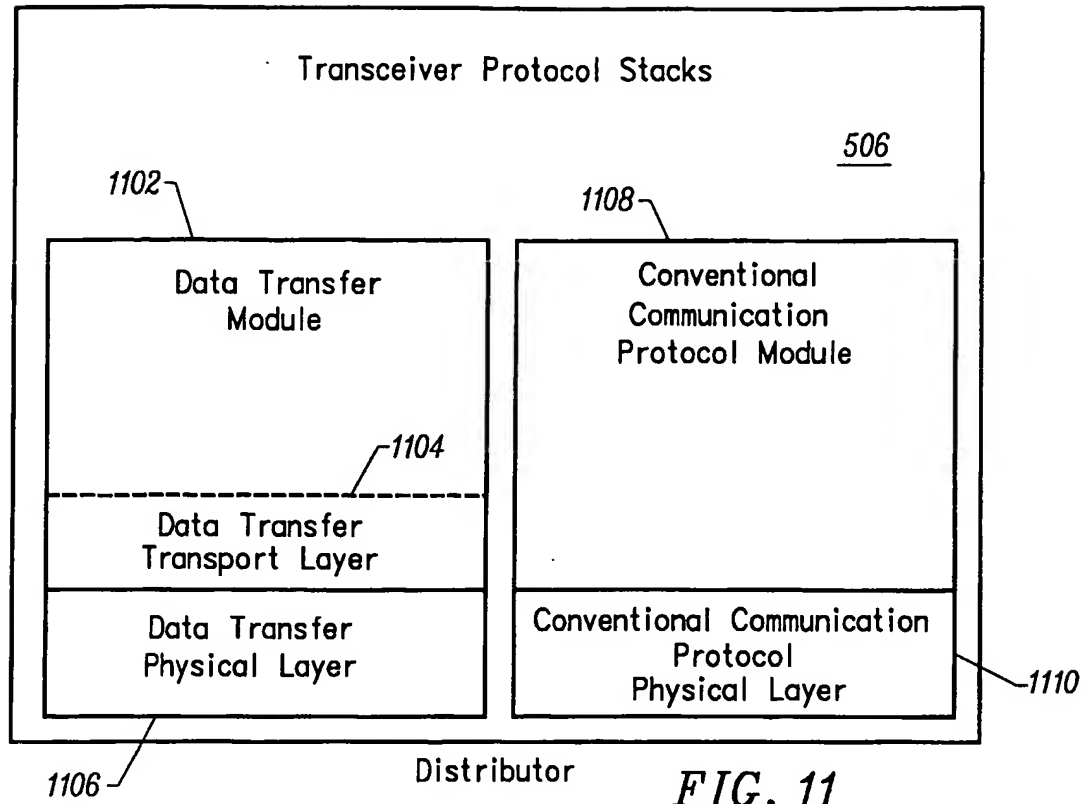 Transceiver Protocol Stacks
506
1102
1108
Data Transfer
Module
Conventional
Communication
Protocol Module
1104
Data Transfer
Transport Layer
Data Transfer
Physical Layer
Conventional Communication
Protocol
Physical Layer
1110
1106
Distributor
FIG. 11